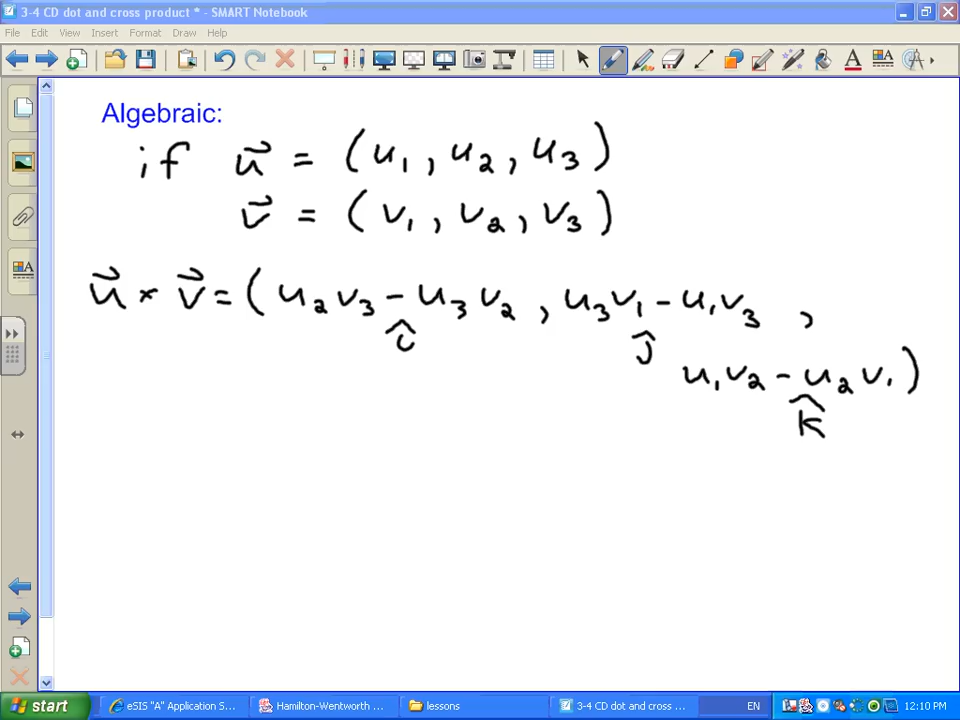 3-4 CD dot and cross product * - SMART Notebook
File Edit View Insert Format Draw Help
Algebraic:
if u⃗ = (u₁, u₂, u₃)
v⃗ = (v₁, v₂, v₃)
u⃗ × v⃗ = (u₂v₃ - u₃v₂, u₃v₁ - u₁v₃ ,
î ĵ
u₁v₂ - u₂v₁)
k̂
start eSIS "A" Application S... Hamilton-Wentworth ... lessons 3-4 CD dot and cross ... EN 12:10 PM